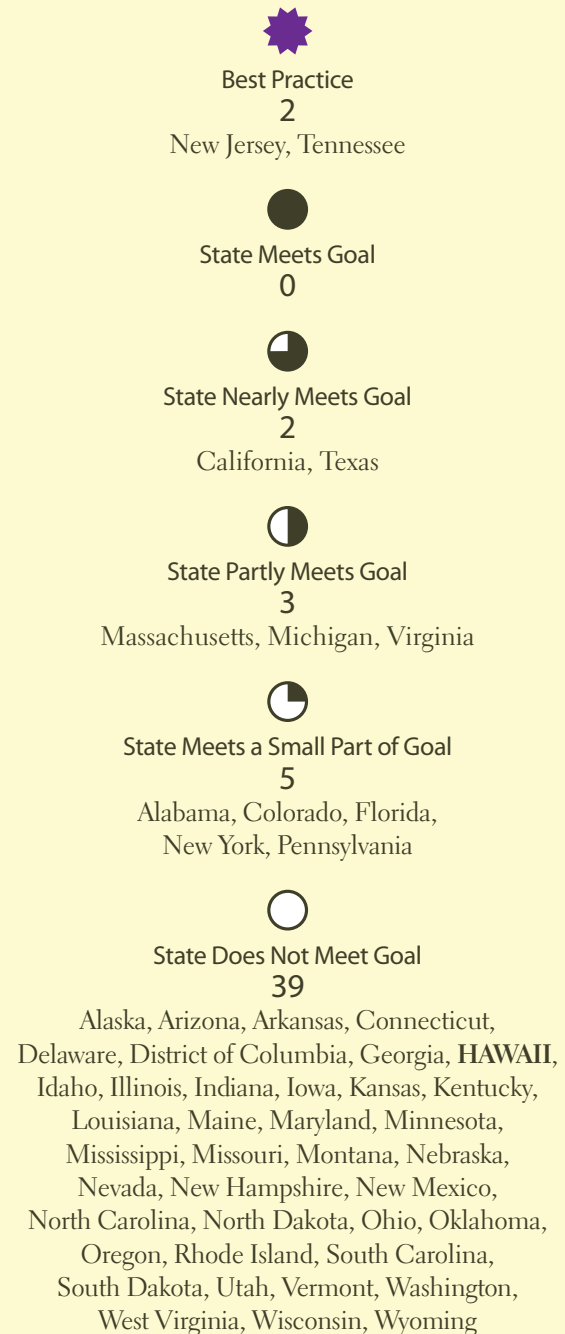 Best Practice
2
New Jersey, Tennessee
State Meets Goal
0
State Nearly Meets Goal
2
California, Texas
State Partly Meets Goal
3
Massachusetts, Michigan, Virginia
State Meets a Small Part of Goal
5
Alabama, Colorado, Florida,
New York, Pennsylvania
State Does Not Meet Goal
39
Alaska, Arizona, Arkansas, Connecticut,
Delaware, District of Columbia, Georgia, HAWAII,
Idaho, Illinois, Indiana, Iowa, Kansas, Kentucky,
Louisiana, Maine, Maryland, Minnesota,
Mississippi, Missouri, Montana, Nebraska,
Nevada, New Hampshire, New Mexico,
North Carolina, North Dakota, Ohio, Oklahoma,
Oregon, Rhode Island, South Carolina,
South Dakota, Utah, Vermont, Washington,
West Virginia, Wisconsin, Wyoming